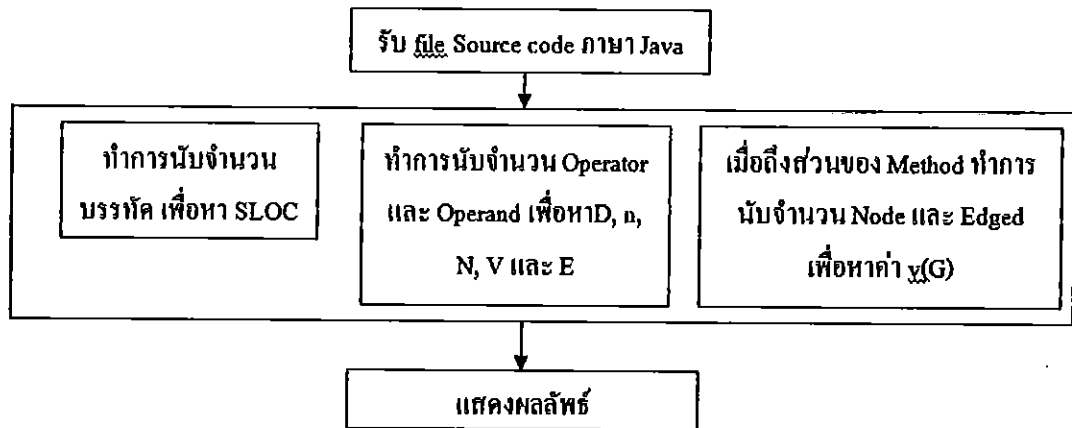 รับ file Source code ภาษา Java
ทำการนับจำนวน
บรรทัด เพื่อหา SLOC
ทำการนับจำนวน Operator
และ Operand เพื่อหาD, n,
N, V และ E
เมื่อถึงส่วนของ Method ทำการ
นับจำนวน Node และ Edged
เพื่อหาค่า y(G)
แสดงผลลัพธ์